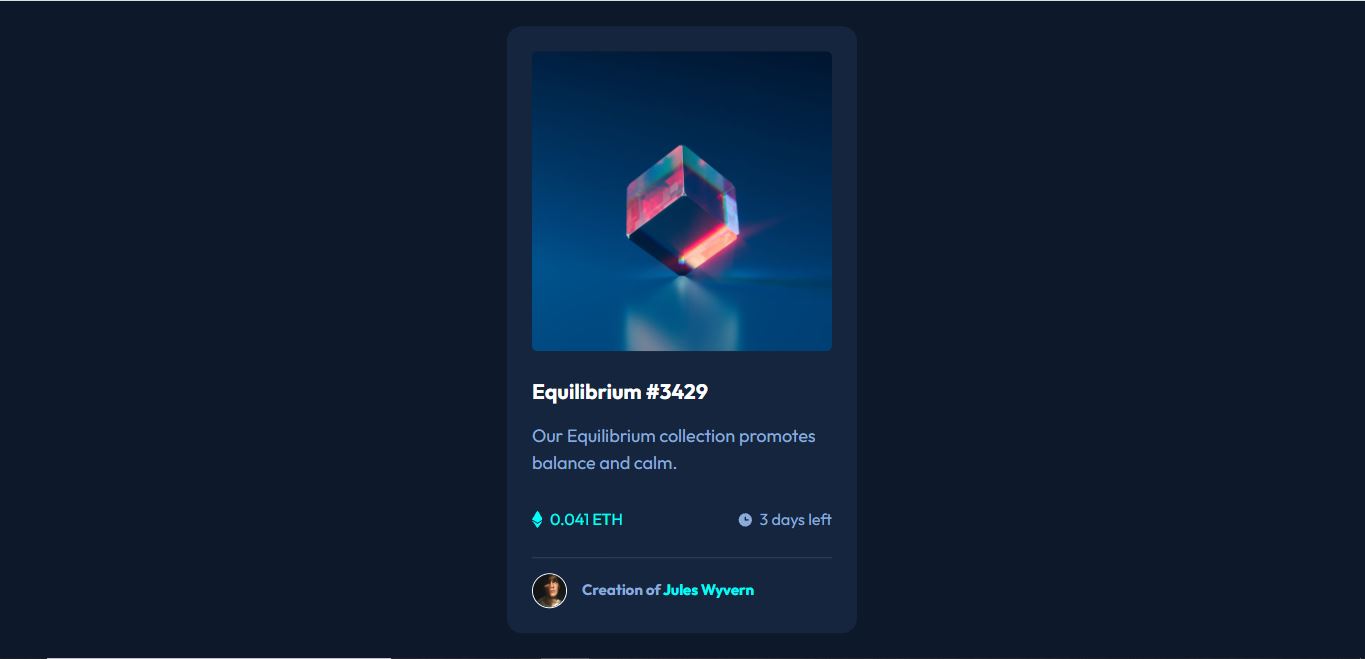 Equilibrium #3429
Our Equilibrium collection promotes
balance and calm.
0.041 ETH
3 days left
Creation of Jules Wyvern